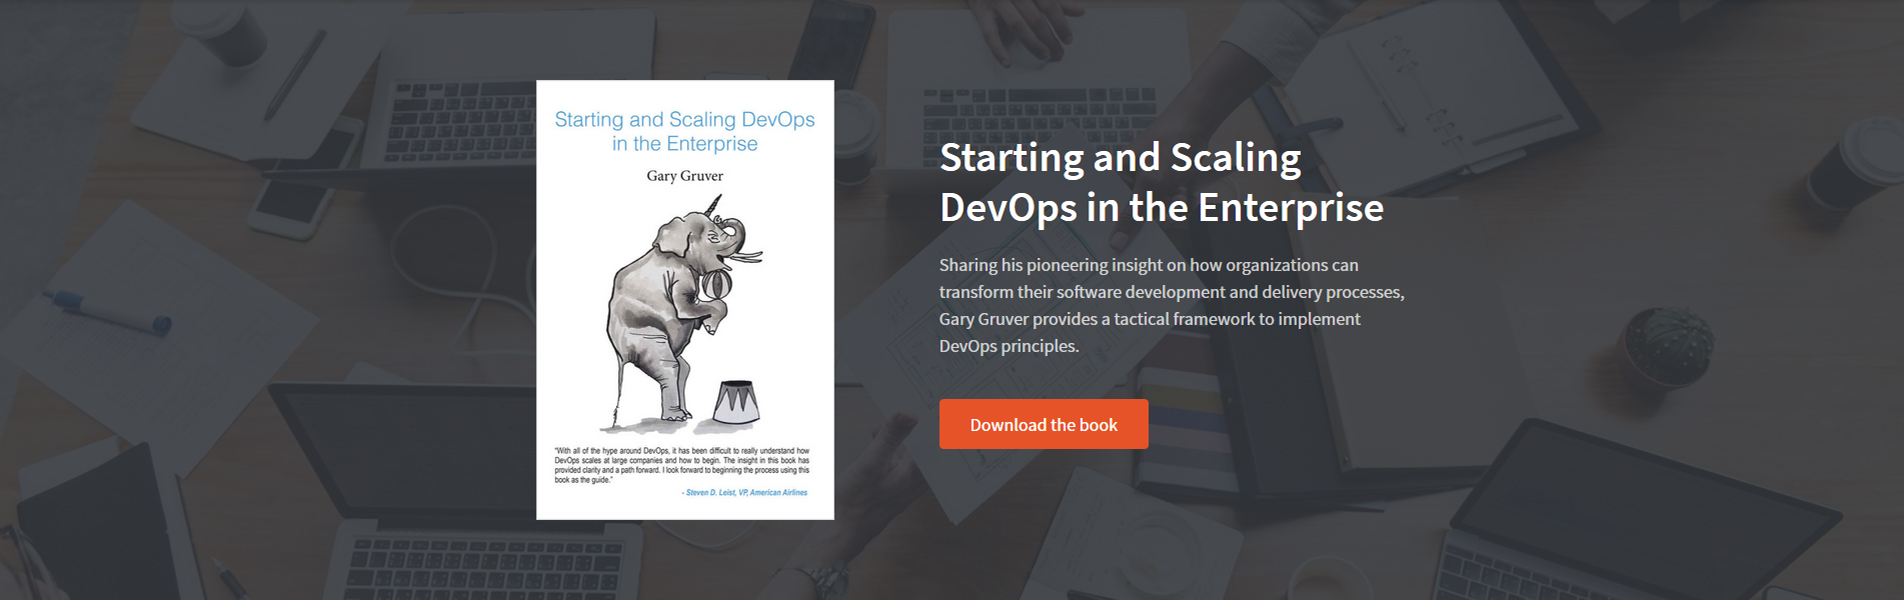 Starting and Scaling DevOps
in the Enterprise
Gary Gruver
"With all of the hype around DevOps, it has been difficult to really understand how
DevOps scales at large companies and how to begin. The insight in this book has
provided clarity and a path forward. I look forward to beginning the process using this
book as the guide."
- Steven D. Leist, VP, American Airlines
Starting and Scaling
DevOps in the Enterprise
Sharing his pioneering insight on how organizations can
transform their software development and delivery processes,
Gary Gruver provides a tactical framework to implement
DevOps principles.
Download the book